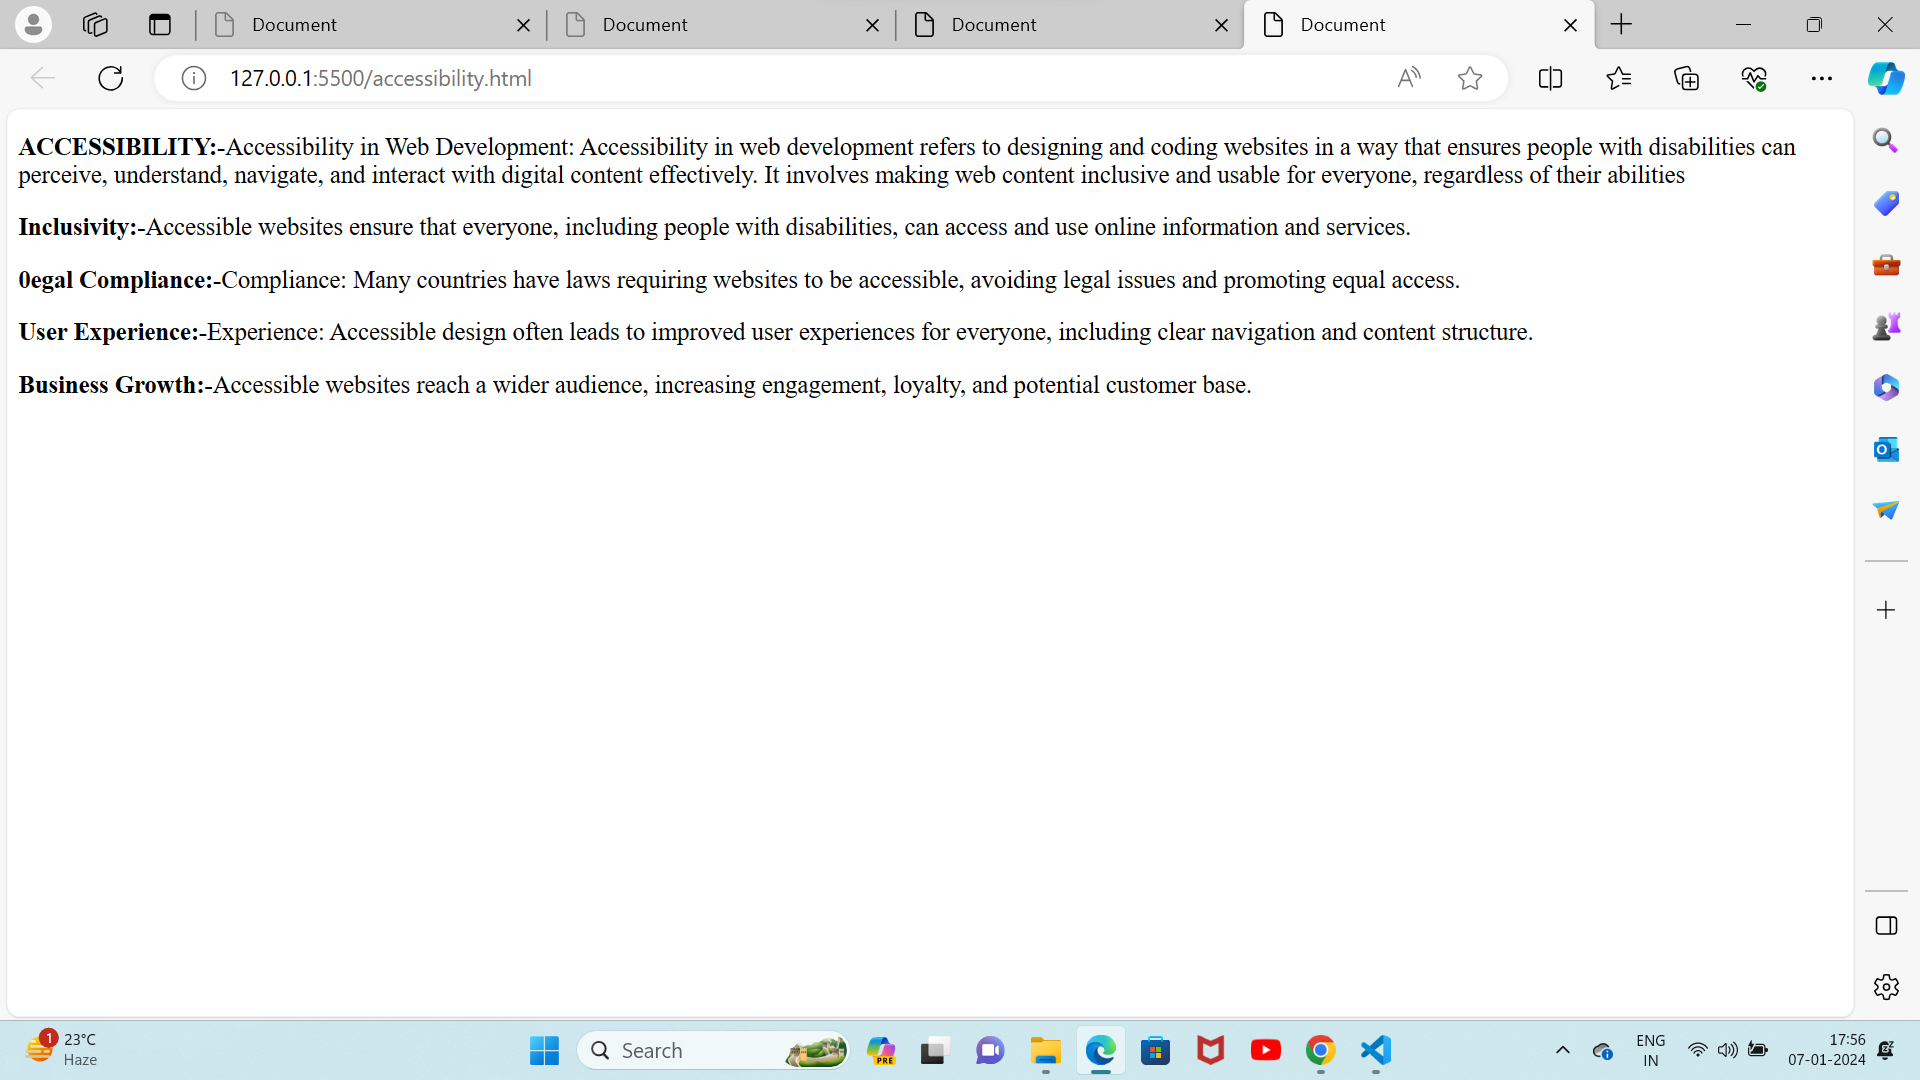 Document
Document
Document
Document
127.0.0.1:5500/accessibility.html
ACCESSIBILITY:-Accessibility in Web Development: Accessibility in web development refers to designing and coding websites in a way that ensures people with disabilities can
perceive, understand, navigate, and interact with digital content effectively. It involves making web content inclusive and usable for everyone, regardless of their abilities
Inclusivity:-Accessible websites ensure that everyone, including people with disabilities, can access and use online information and services.
0egal Compliance:-Compliance: Many countries have laws requiring websites to be accessible, avoiding legal issues and promoting equal access.
User Experience:-Experience: Accessible design often leads to improved user experiences for everyone, including clear navigation and content structure.
Business Growth:-Accessible websites reach a wider audience, increasing engagement, loyalty, and potential customer base.
1
23°C
Haze
Search
PRE
ENG
IN
17:56
07-01-2024